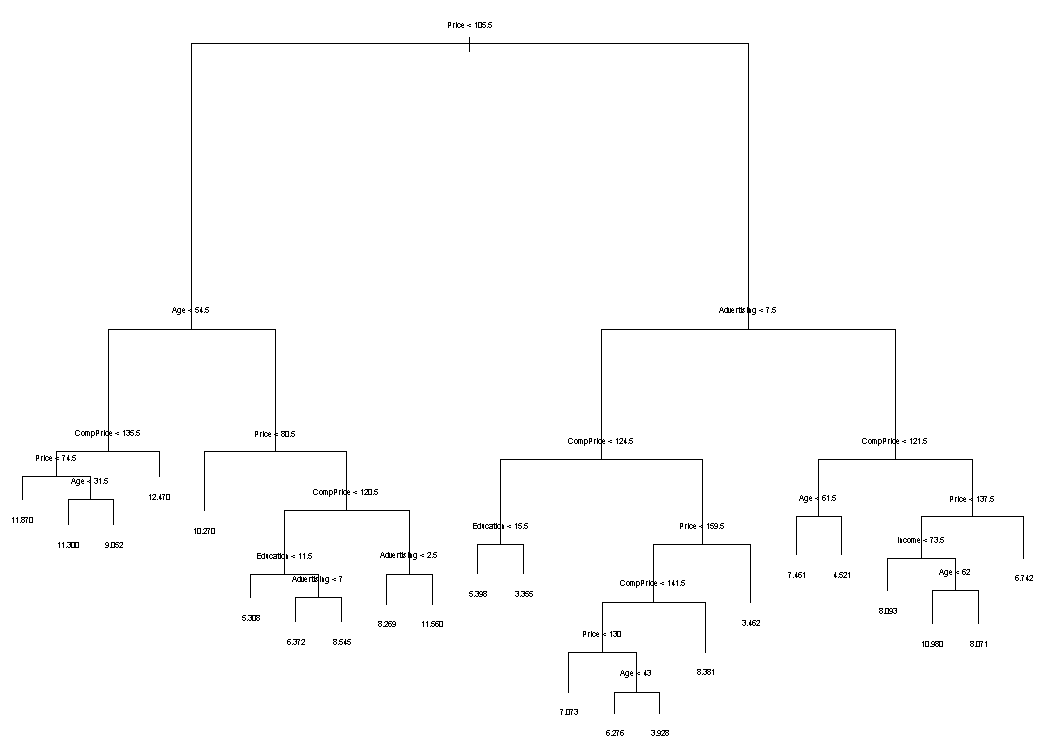 Price < 105.5
Age < 54.5
Advertising < 7.5
CompPrice < 135.5
Price < 80.5
CompPrice < 124.5
CompPrice < 121.5
Price < 74.5
Age < 31.5
12.470
11.870
11.300
9.052
10.270
CompPrice < 120.5
Education < 11.5
Advertising < 7
Advertising < 2.5
5.308
6.372
8.545
8.269
11.560
Education < 15.5
Price < 159.5
5.398
3.355
CompPrice < 141.5
3.462
Price < 130
8.381
Age < 43
7.073
6.276
3.928
Age < 61.5
Price < 137.5
7.461
4.521
Income < 73.5
6.742
Age < 62
8.093
10.980
8.071